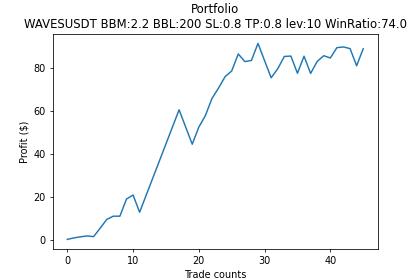 Portfolio
WAVESUSDT BBM:2.2 BBL:200 SL:0.8 TP:0.8 lev:10 WinRatio:74.0
Profit ($)
80
60
40
20
0
0 10 20 30 40
Trade counts